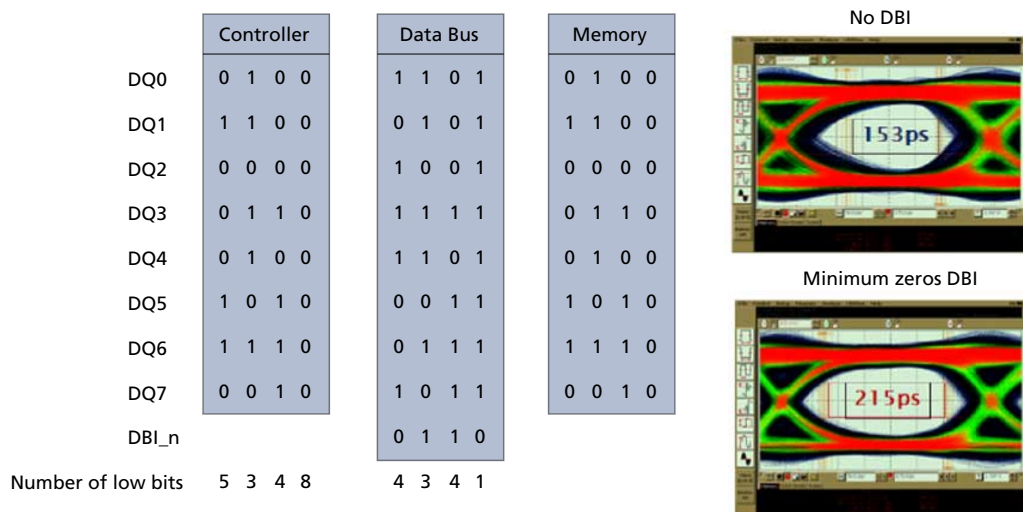 Controller Data Bus Memory
DQ0 0 1 0 0 1 1 0 1 0 1 0 0
DQ1 1 1 0 0 0 1 0 1 1 1 0 0
DQ2 0 0 0 0 1 0 0 1 0 0 0 0
DQ3 0 1 1 0 1 1 1 1 0 1 1 0
DQ4 0 1 0 0 1 1 0 1 0 1 0 0
DQ5 1 0 1 0 0 0 1 1 1 0 1 0
DQ6 1 1 1 0 0 1 1 1 1 1 1 0
DQ7 0 0 1 0 1 0 1 1 0 0 1 0
DBI_n 0 1 1 0
Number of low bits 5 3 4 8 4 3 4 1
No DBI
153ps
Minimum zeros DBI
215ps